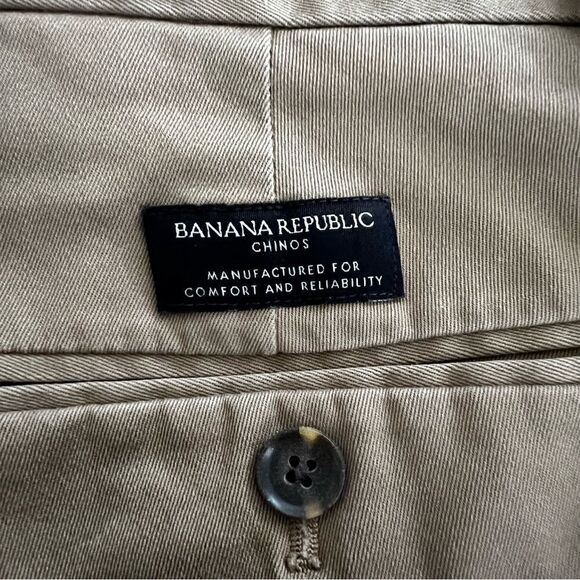 BANANA REPUBLIC
CHINOS
MANUFACTURED FOR
COMFORT AND RELIABILITY